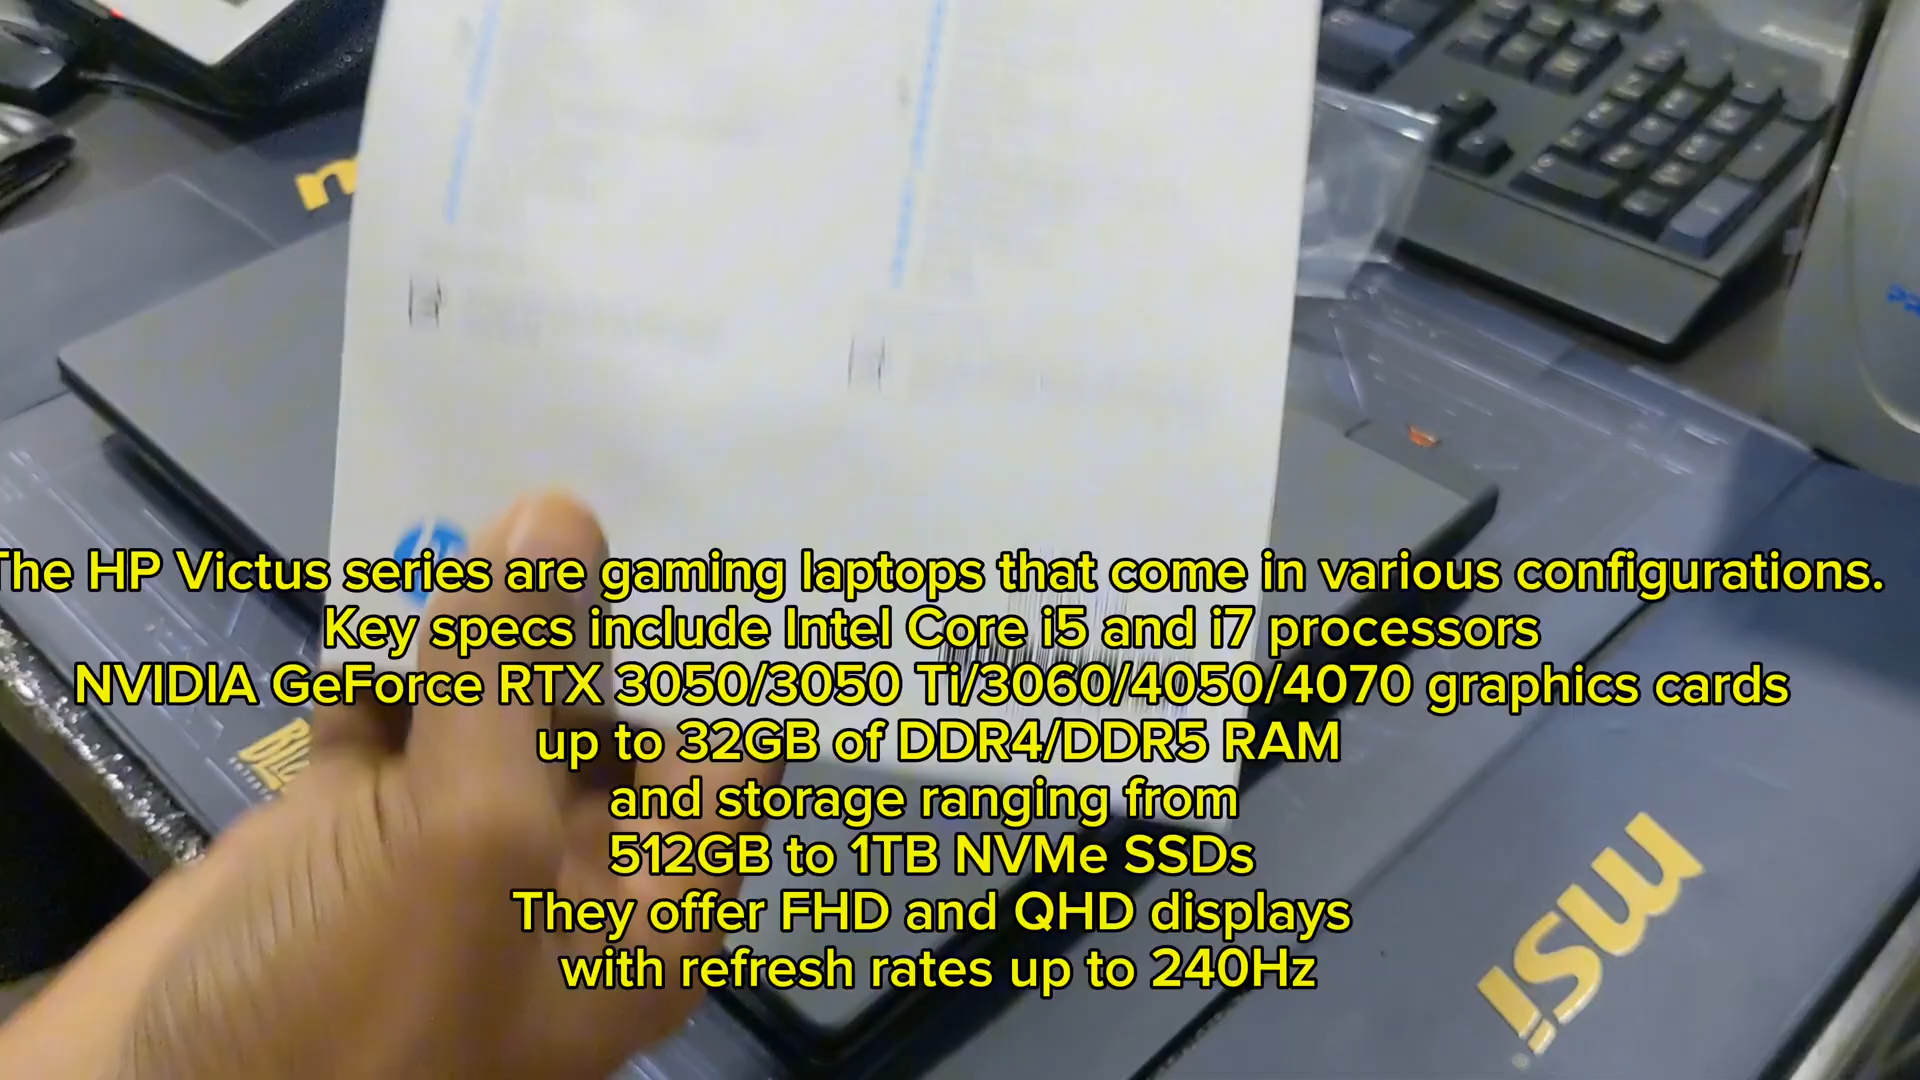 The HP Victus series are gaming laptops that come in various configurations.
Key specs include Intel Core i5 and i7 processors
NVIDIA GeForce RTX 3050/3050 Ti/3060/4050/4070 graphics cards
up to 32GB of DDR4/DDR5 RAM
and storage ranging from
512GB to 1TB NVMe SSDs
They offer FHD and QHD displays
with refresh rates up to 240Hz
msi